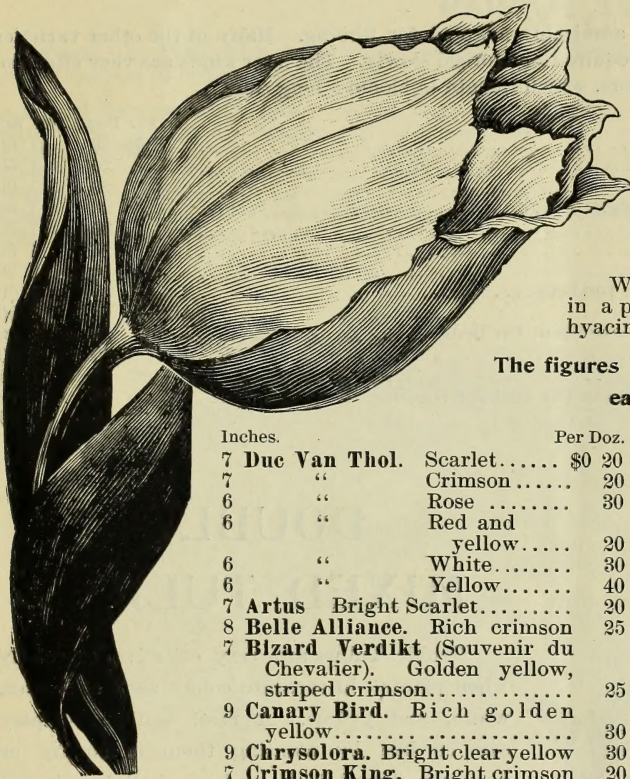 W
in a p
hyacin
The figures
ea
Inches. Per Doz.
7 Duc Van Thol. Scarlet...... $0 20
7 “ Crimson...... 20
6 “ Rose ........ 30
6 “ Red and
yellow..... 20
6 “ White........ 30
6 “ Yellow....... 40
7 Artus Bright Scarlet......... 20
8 Belle Alliance. Rich crimson 25
7 Bizard Verdikt (Souvenir du
Chevalier). Golden yellow,
striped crimson.............. 25
9 Canary Bird. Rich golden
yellow........ ............... 30
9 Chrysolora. Bright clear yellow 30
7 Crimson King. Bright crimson 20